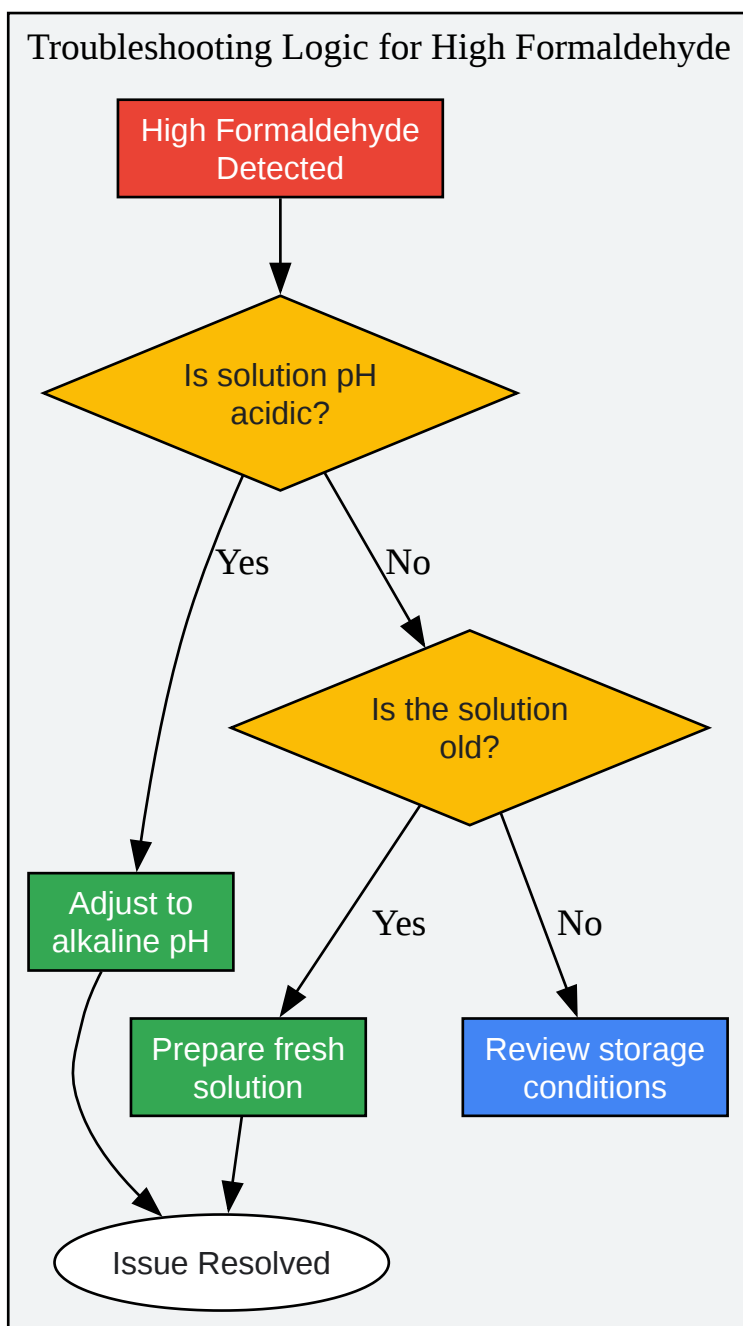 Troubleshooting Logic for High Formaldehyde
High Formaldehyde
Detected
Is solution pH
acidic?
Yes
No
Is the solution
old?
Adjust to
alkaline pH
Yes
No
Prepare fresh
solution
Review storage
conditions
Issue Resolved